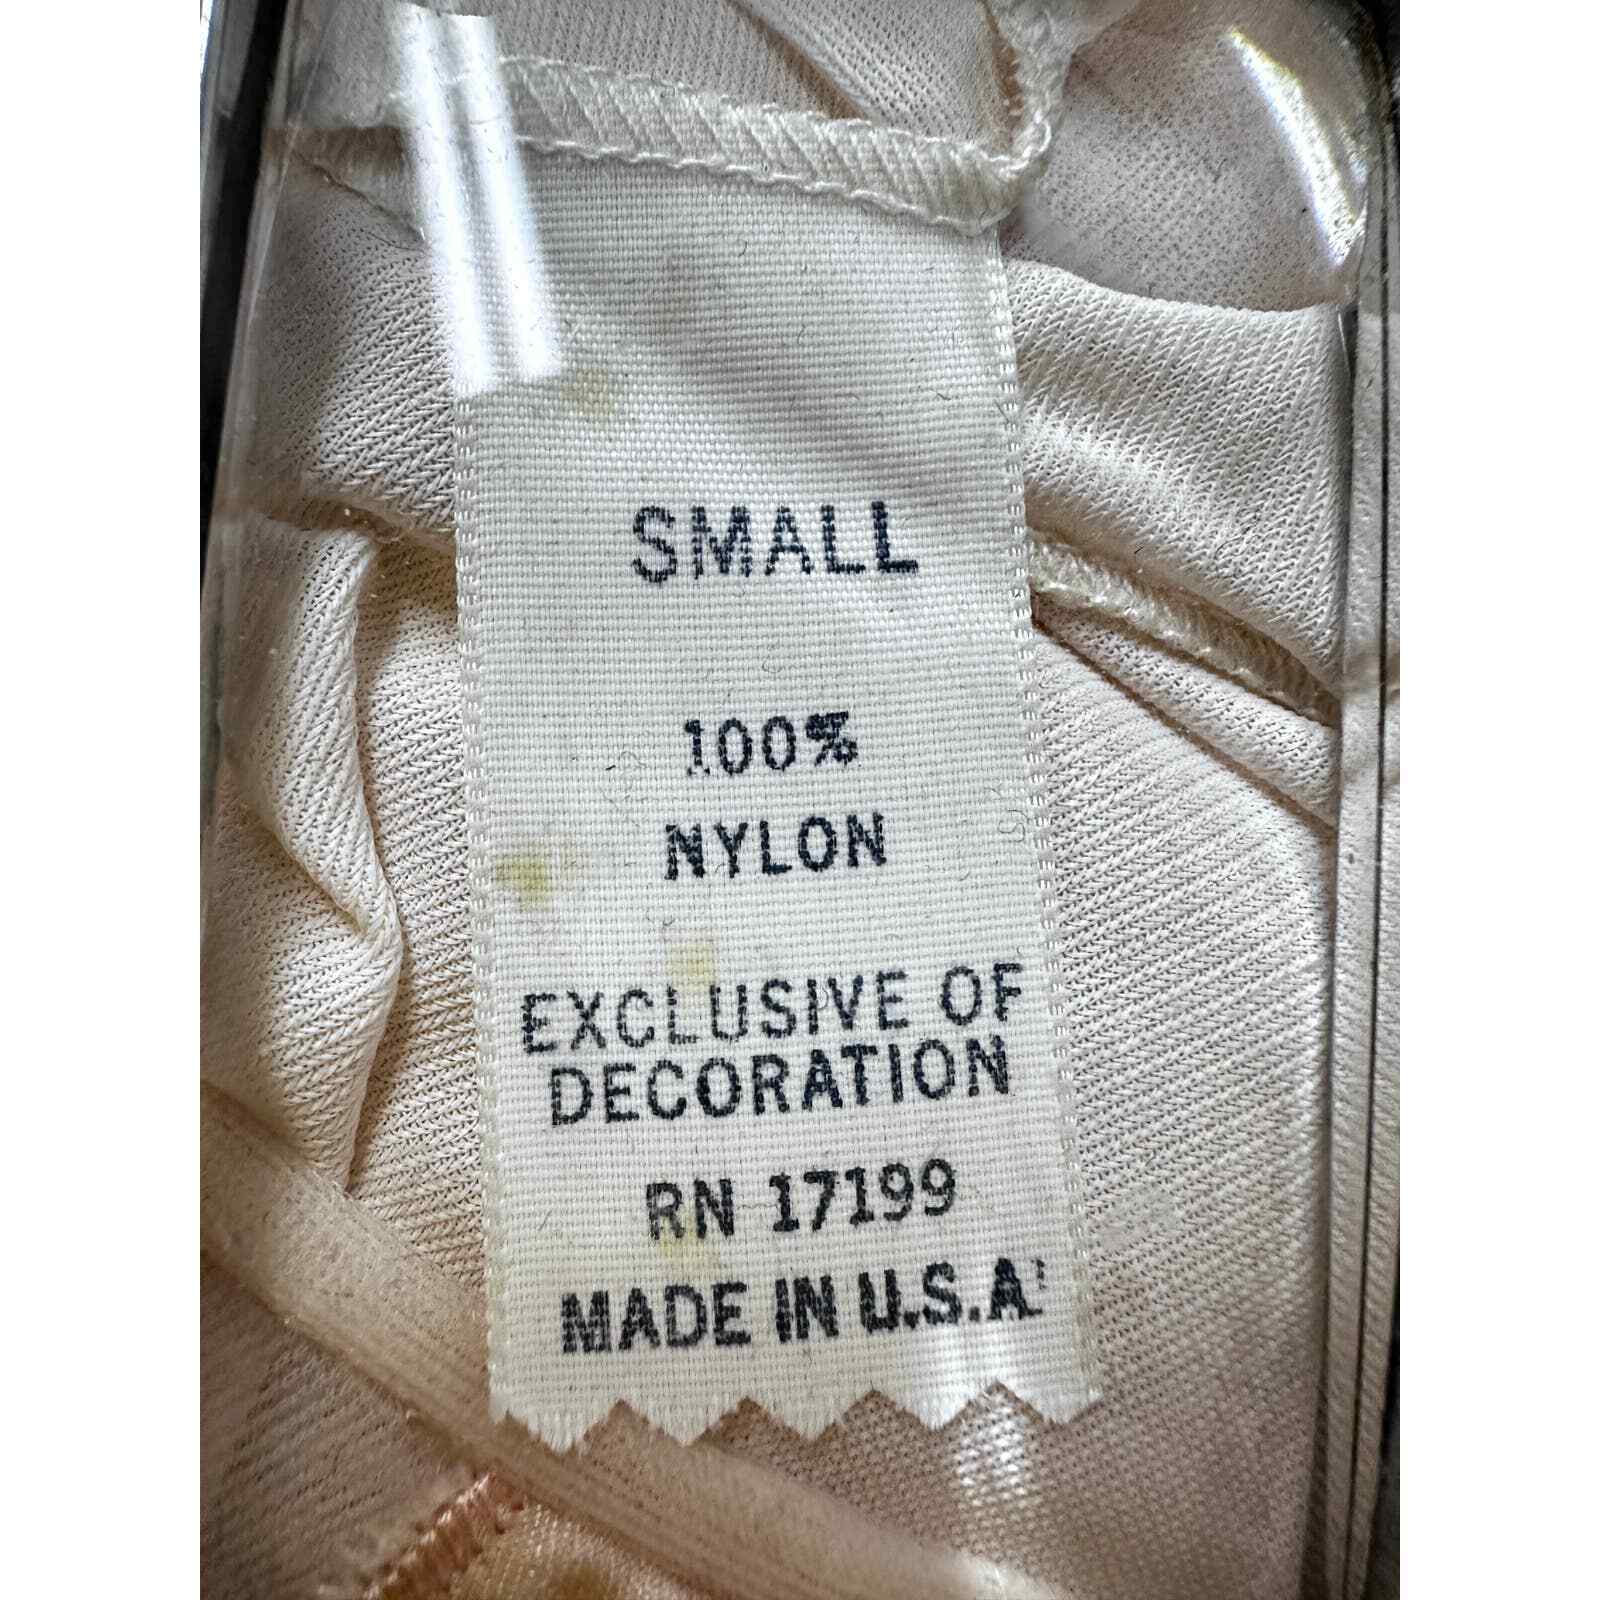 SMALL
100%
NYLON
EXCLUSIVE OF
DECORATION
RN 17199
MADE IN U.S.A.